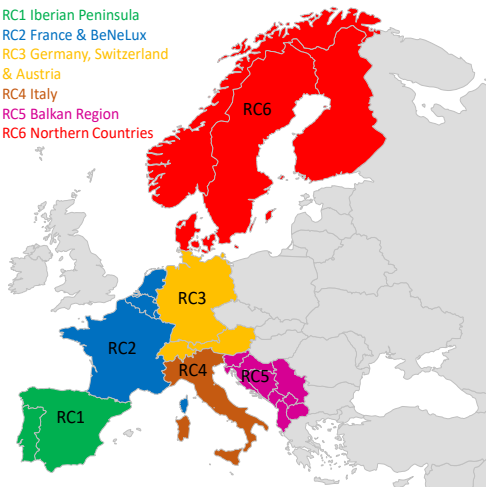 RC1 Iberian Peninsula
RC2 France & BeNeLux
RC3 Germany, Switzerland
& Austria
RC4 Italy
RC5 Balkan Region
RC6 Northern Countries
RC6
RC3
RC2
RC4
RC5
RC1